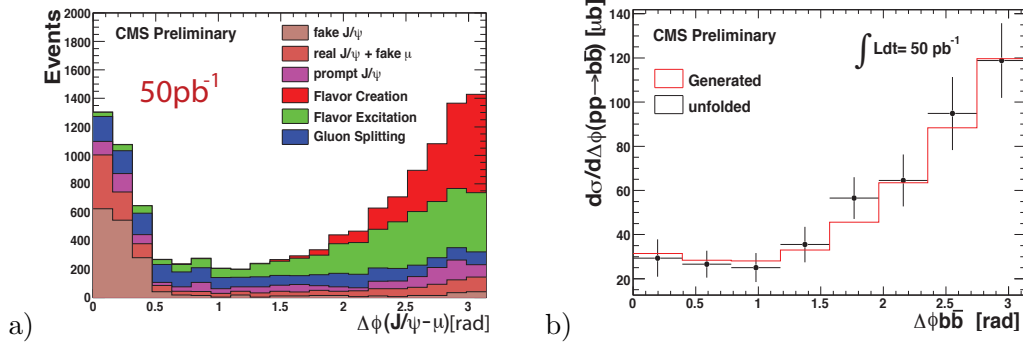 CMS Preliminary
50pb⁻¹
fake J/ψ
real J/ψ + fake μ
prompt J/ψ
Flavor Creation
Flavor Excitation
Gluon Splitting
Events
2000
1800
1600
1400
1200
1000
800
600
400
200
0
0 0.5 1 1.5 2 2.5 3
Δϕ(J/ψ-μ)[rad]
a)
CMS Preliminary
∫ Ldt= 50 pb⁻¹
Generated
unfolded
dσ/dΔϕ(pp→bb̄) [μb]
140
120
100
80
60
40
20
0 0.5 1 1.5 2 2.5 3
Δϕbb̄ [rad]
b)